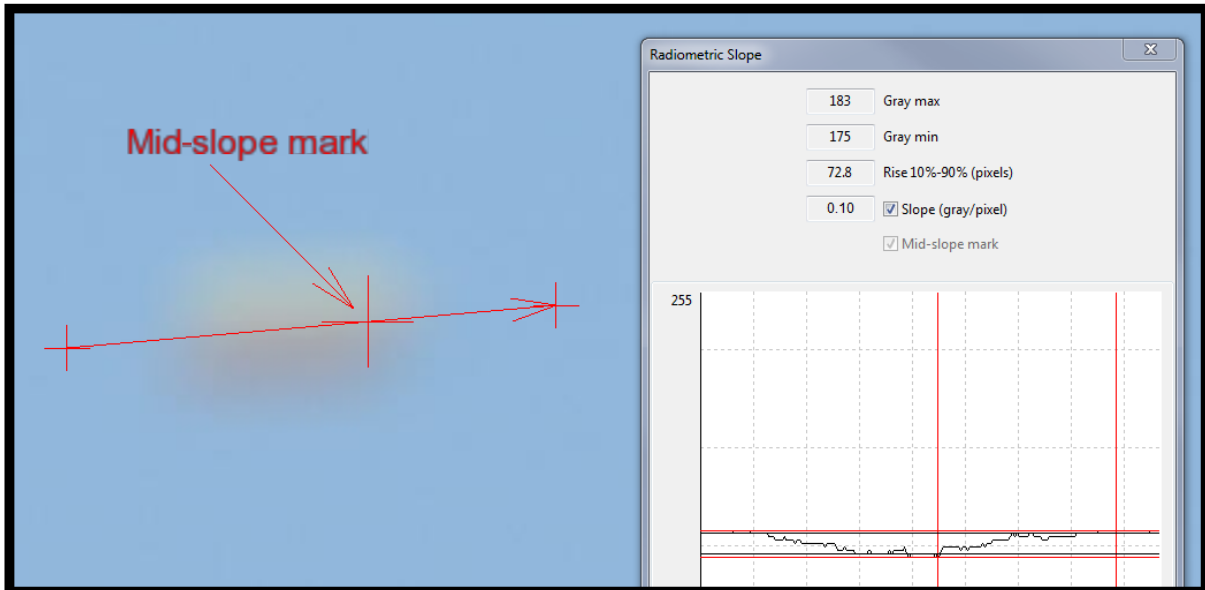 Mid-slope mark
Radiometric Slope
183 Gray max
175 Gray min
72.8 Rise 10%-90% (pixels)
0.10 Slope (gray/pixel)
Mid-slope mark
255